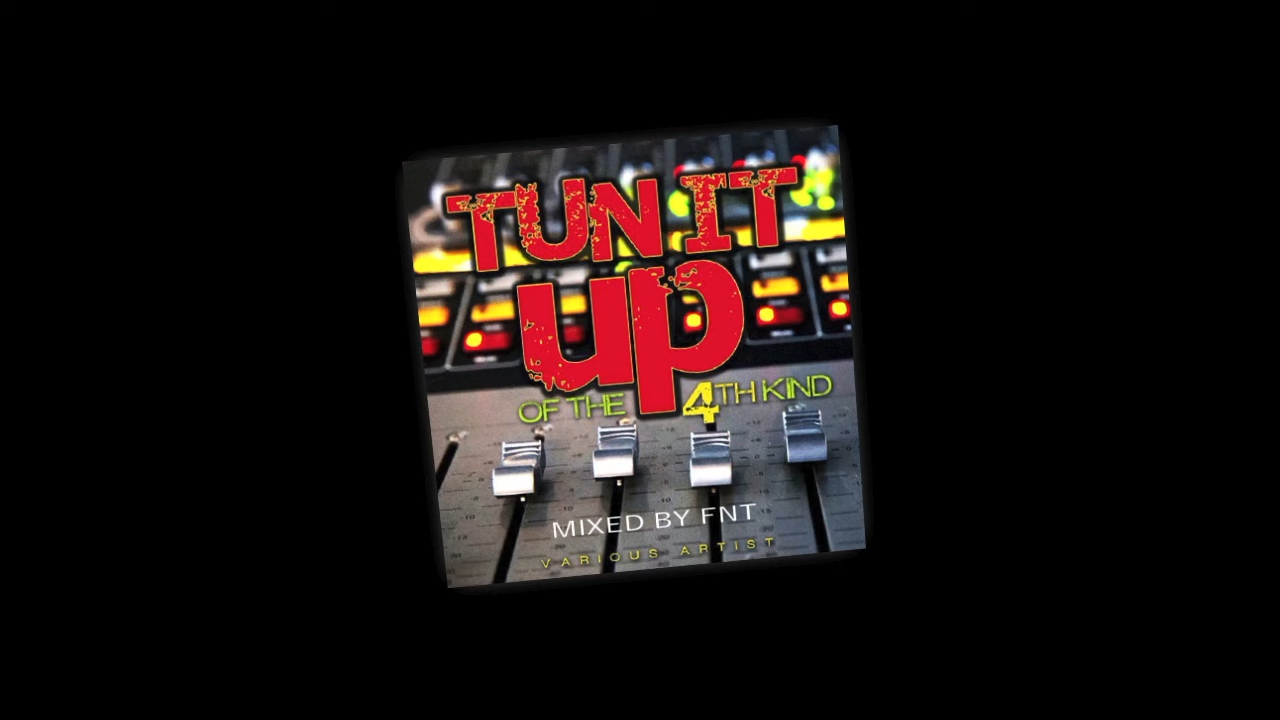 TUN IT
up
OF THE 4TH KIND
MIXED BY FNT
VARIOUS ARTIST